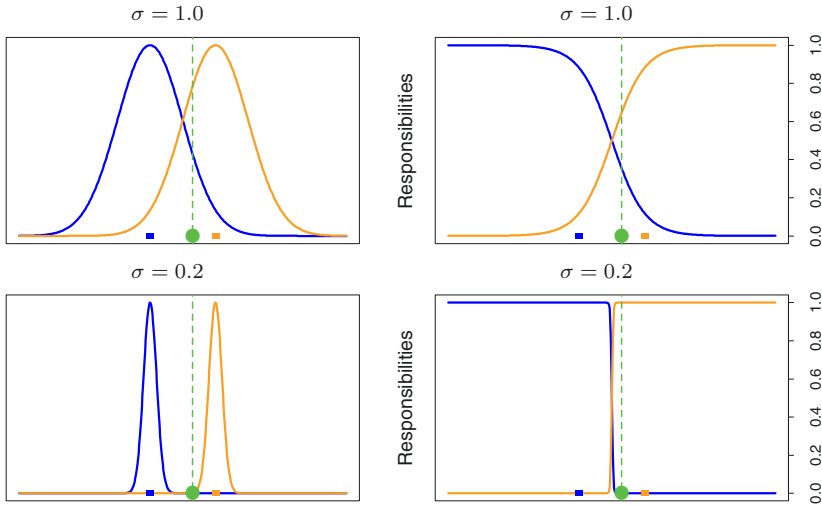 σ = 1.0
σ = 1.0
Responsibilities
0.0 0.2 0.4 0.6 0.8 1.0
σ = 0.2
σ = 0.2
Responsibilities
0.0 0.2 0.4 0.6 0.8 1.0